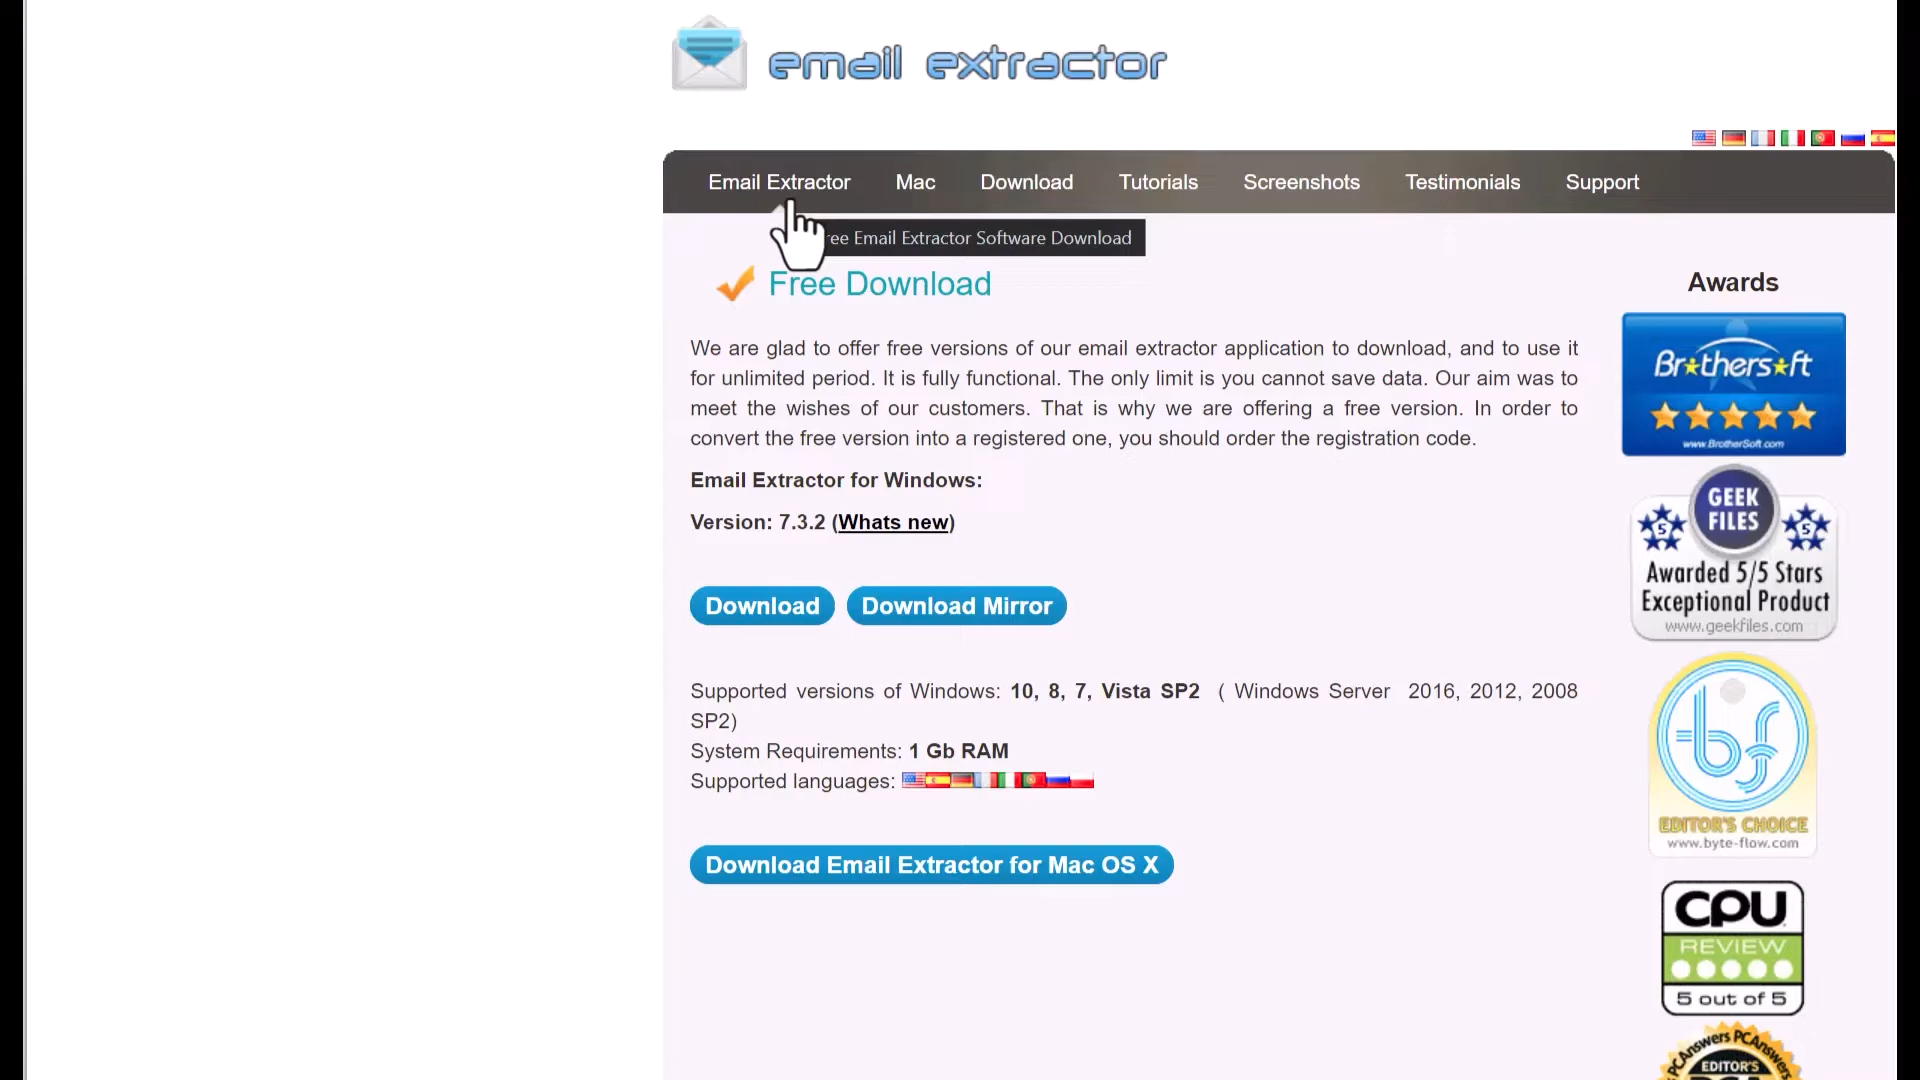 email extractor
Email Extractor Mac Download Tutorials Screenshots Testimonials Support
ree Email Extractor Software Download
Free Download
We are glad to offer free versions of our email extractor application to download, and to use it
for unlimited period. It is fully functional. The only limit is you cannot save data. Our aim was to
meet the wishes of our customers. That is why we are offering a free version. In order to
convert the free version into a registered one, you should order the registration code.
Email Extractor for Windows:
Version: 7.3.2 (Whats new)
Download Download Mirror
Supported versions of Windows: 10, 8, 7, Vista SP2 ( Windows Server 2016, 2012, 2008
SP2)
System Requirements: 1 Gb RAM
Supported languages:
Download Email Extractor for Mac OS X
Awards
Brothersoft
www.BrotherSoft.com
GEEK
FILES
5 5
Awarded 5/5 Stars
Exceptional Product
www.geekfiles.com
bf
EDITOR'S CHOICE
www.byte-flow.com
CPU
REVIEW
5 out of 5
PCAnswers PCAnswers
EDITOR'S